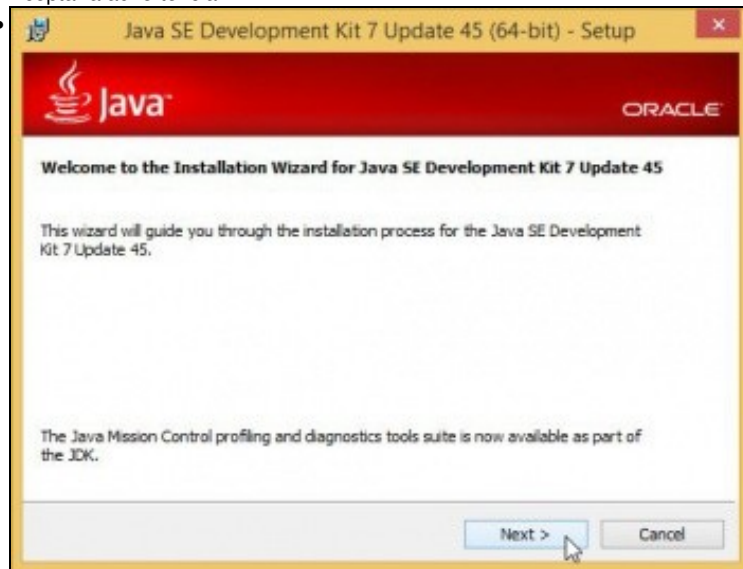 Java SE Development Kit 7 Update 45 (64-bit) - Setup
Java
ORACLE
Welcome to the Installation Wizard for Java SE Development Kit 7 Update 45
This wizard will guide you through the installation process for the Java SE Development
Kit 7 Update 45.
The Java Mission Control profiling and diagnostics tools suite is now available as part of
the JDK.
Next >
Cancel